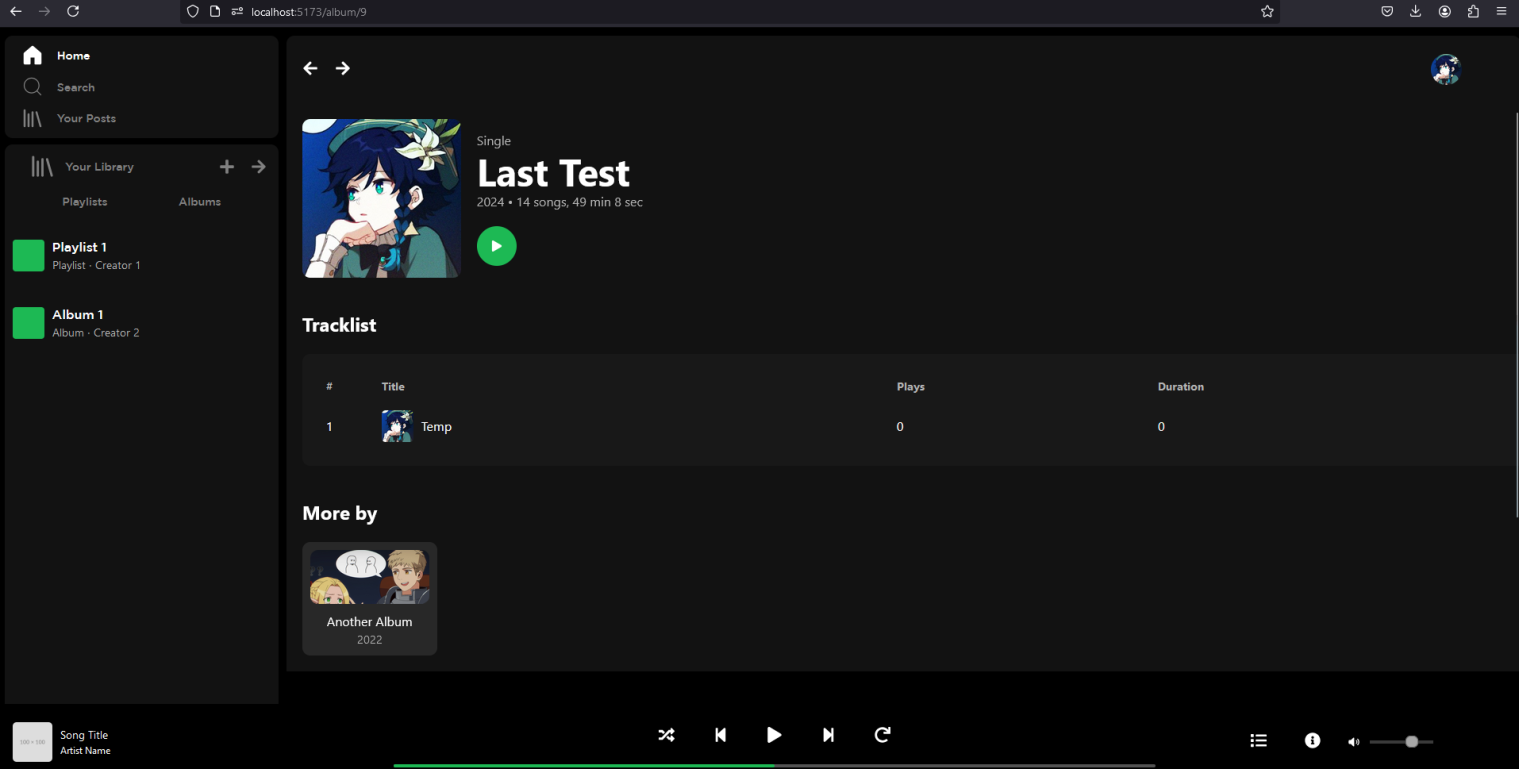 localhost:5173/album/9
Home
Search
Your Posts
Your Library
Playlists Albums
Playlist 1
Playlist · Creator 1
Album 1
Album · Creator 2
Single
Last Test
2024 • 14 songs, 49 min 8 sec
Tracklist
# Title Plays Duration
1 Temp 0 0
More by
Another Album
2022
100 × 100
Song Title
Artist Name